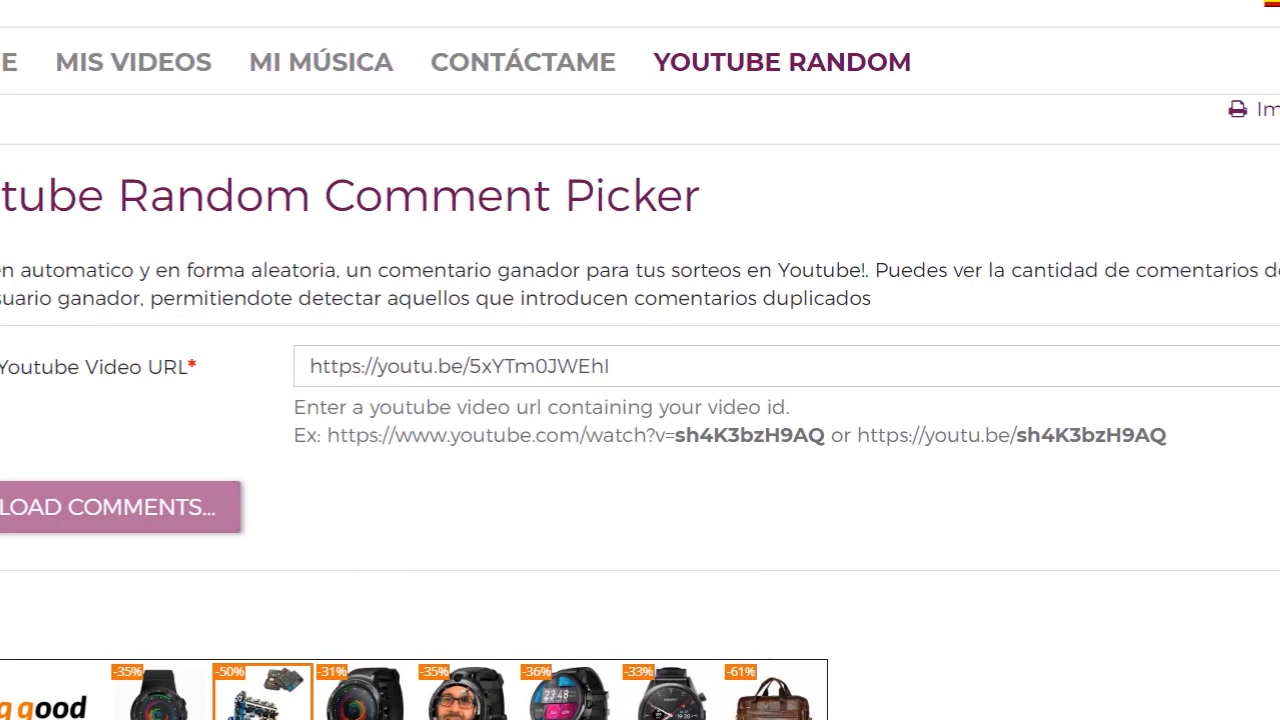 E MIS VIDEOS MI MÚSICA CONTÁCTAME YOUTUBE RANDOM
Im
tube Random Comment Picker
en automatico y en forma aleatoria, un comentario ganador para tus sorteos en Youtube!. Puedes ver la cantidad de comentarios de
suario ganador, permitiendote detectar aquellos que introducen comentarios duplicados
Youtube Video URL*
https://youtu.be/5xYTm0JWEhI
Enter a youtube video url containing your video id.
Ex: https://www.youtube.com/watch?v=sh4K3bzH9AQ or https://youtu.be/sh4K3bzH9AQ
LOAD COMMENTS...
-35% -50% -31% -35% -36% -33% -61%
g good
23:48